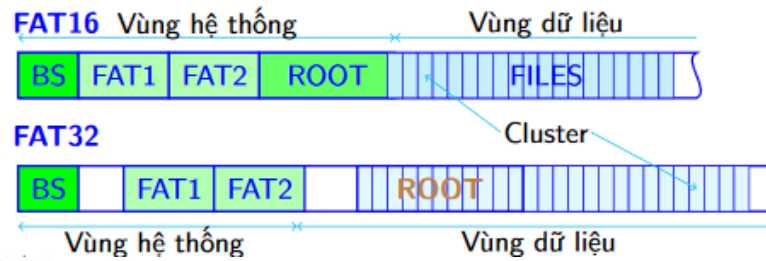 FAT16 Vùng hệ thống Vùng dữ liệu
BS FAT1 FAT2 ROOT FILES
Cluster
FAT32
BS FAT1 FAT2 ROOT
Vùng hệ thống Vùng dữ liệu